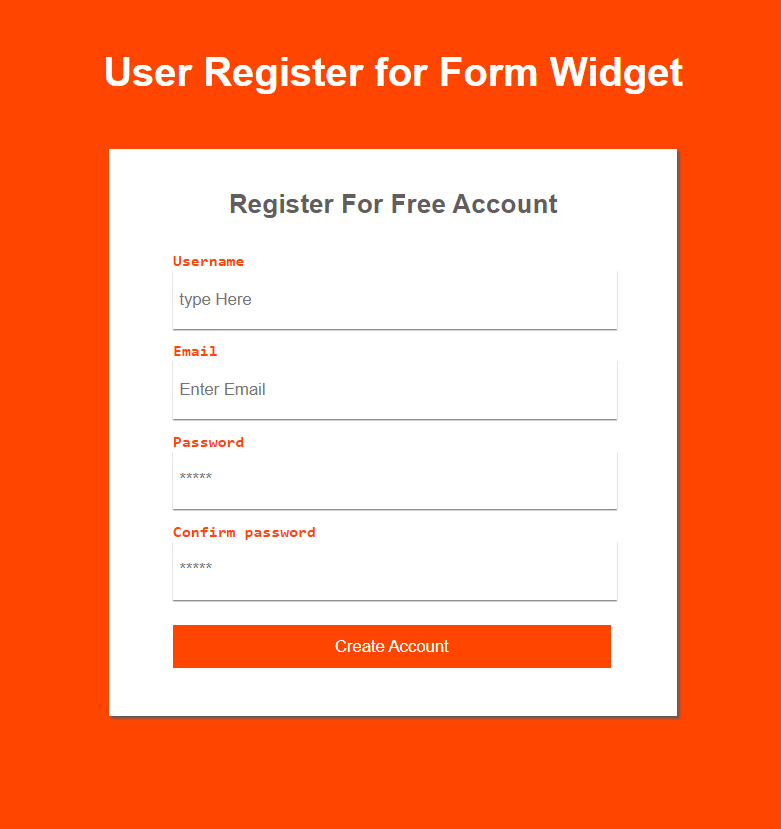 User Register for Form Widget
Register For Free Account
Username
type Here
Email
Enter Email
Password
*****
Confirm password
*****
Create Account